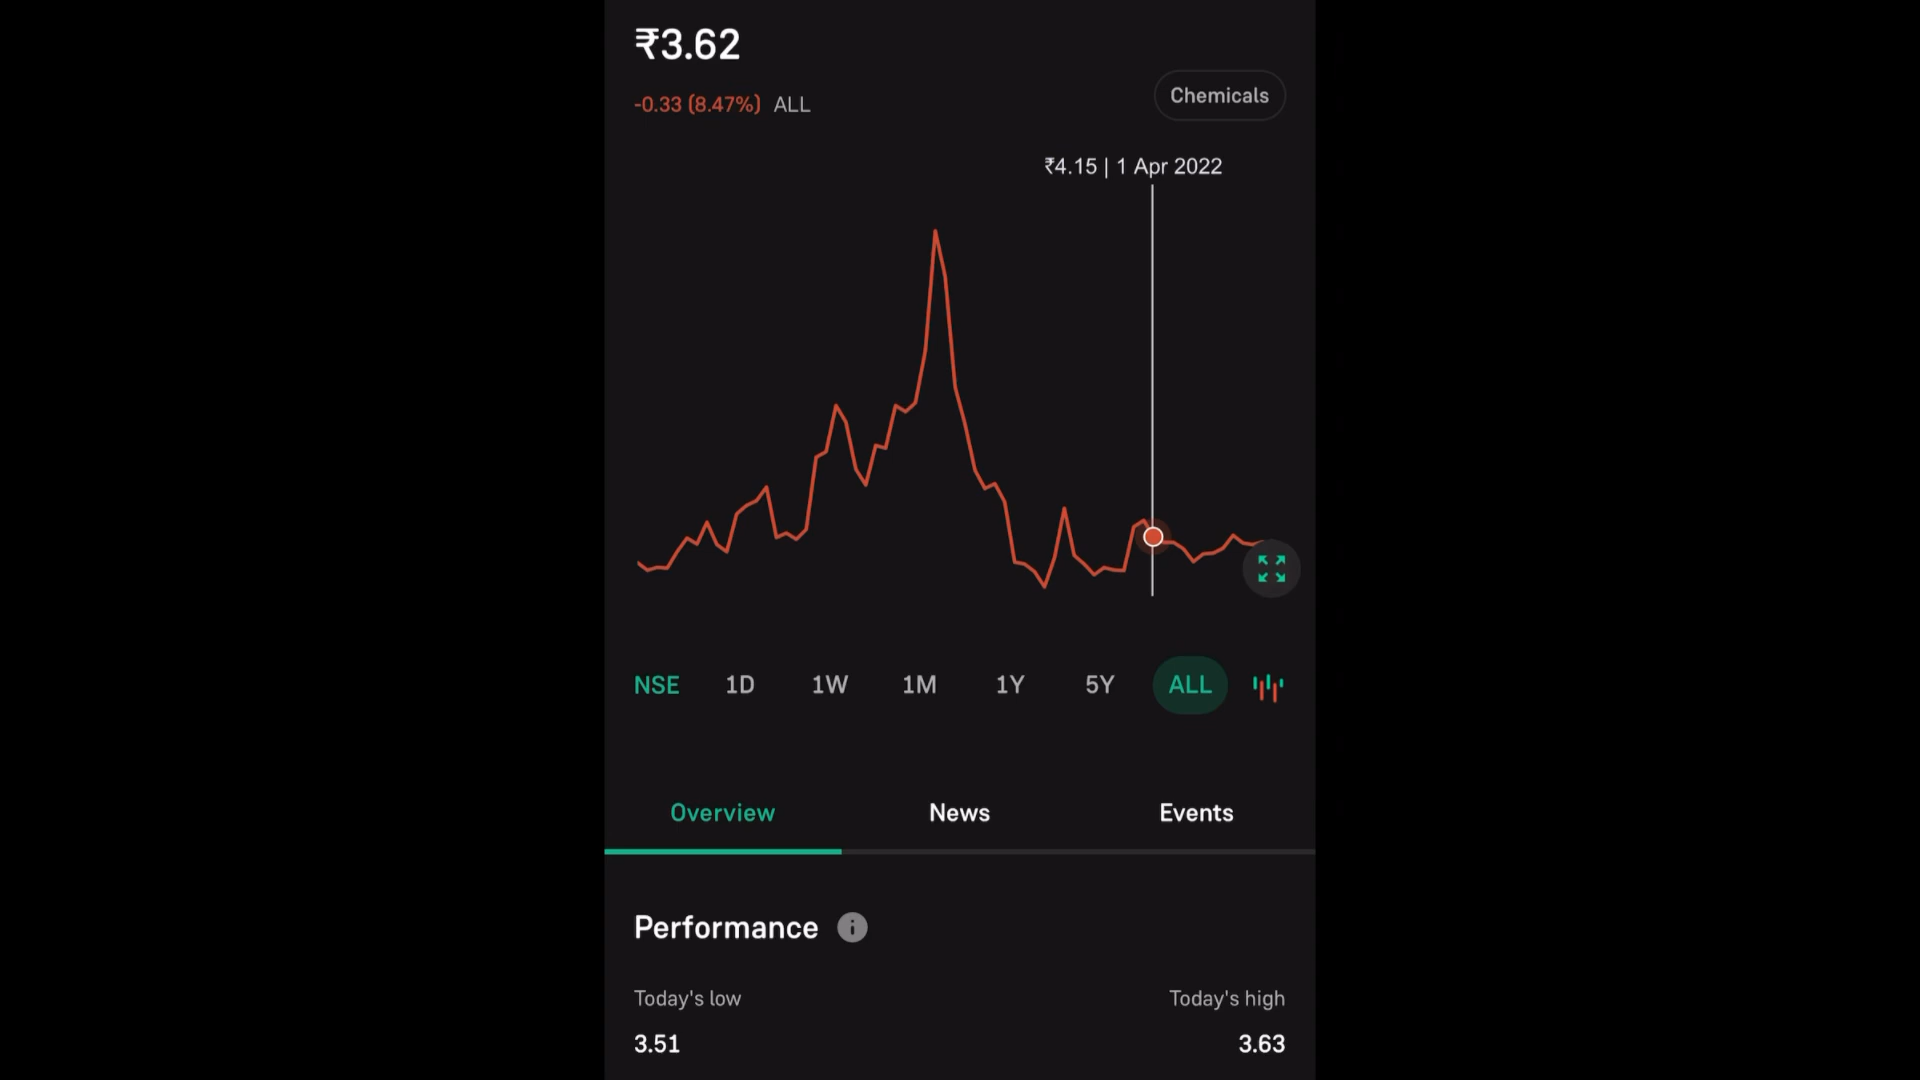 ₹3.62
-0.33 (8.47%) ALL
Chemicals
₹4.15 | 1 Apr 2022
NSE 1D 1W 1M 1Y 5Y ALL
Overview News Events
Performance
Today's low Today's high
3.51 3.63